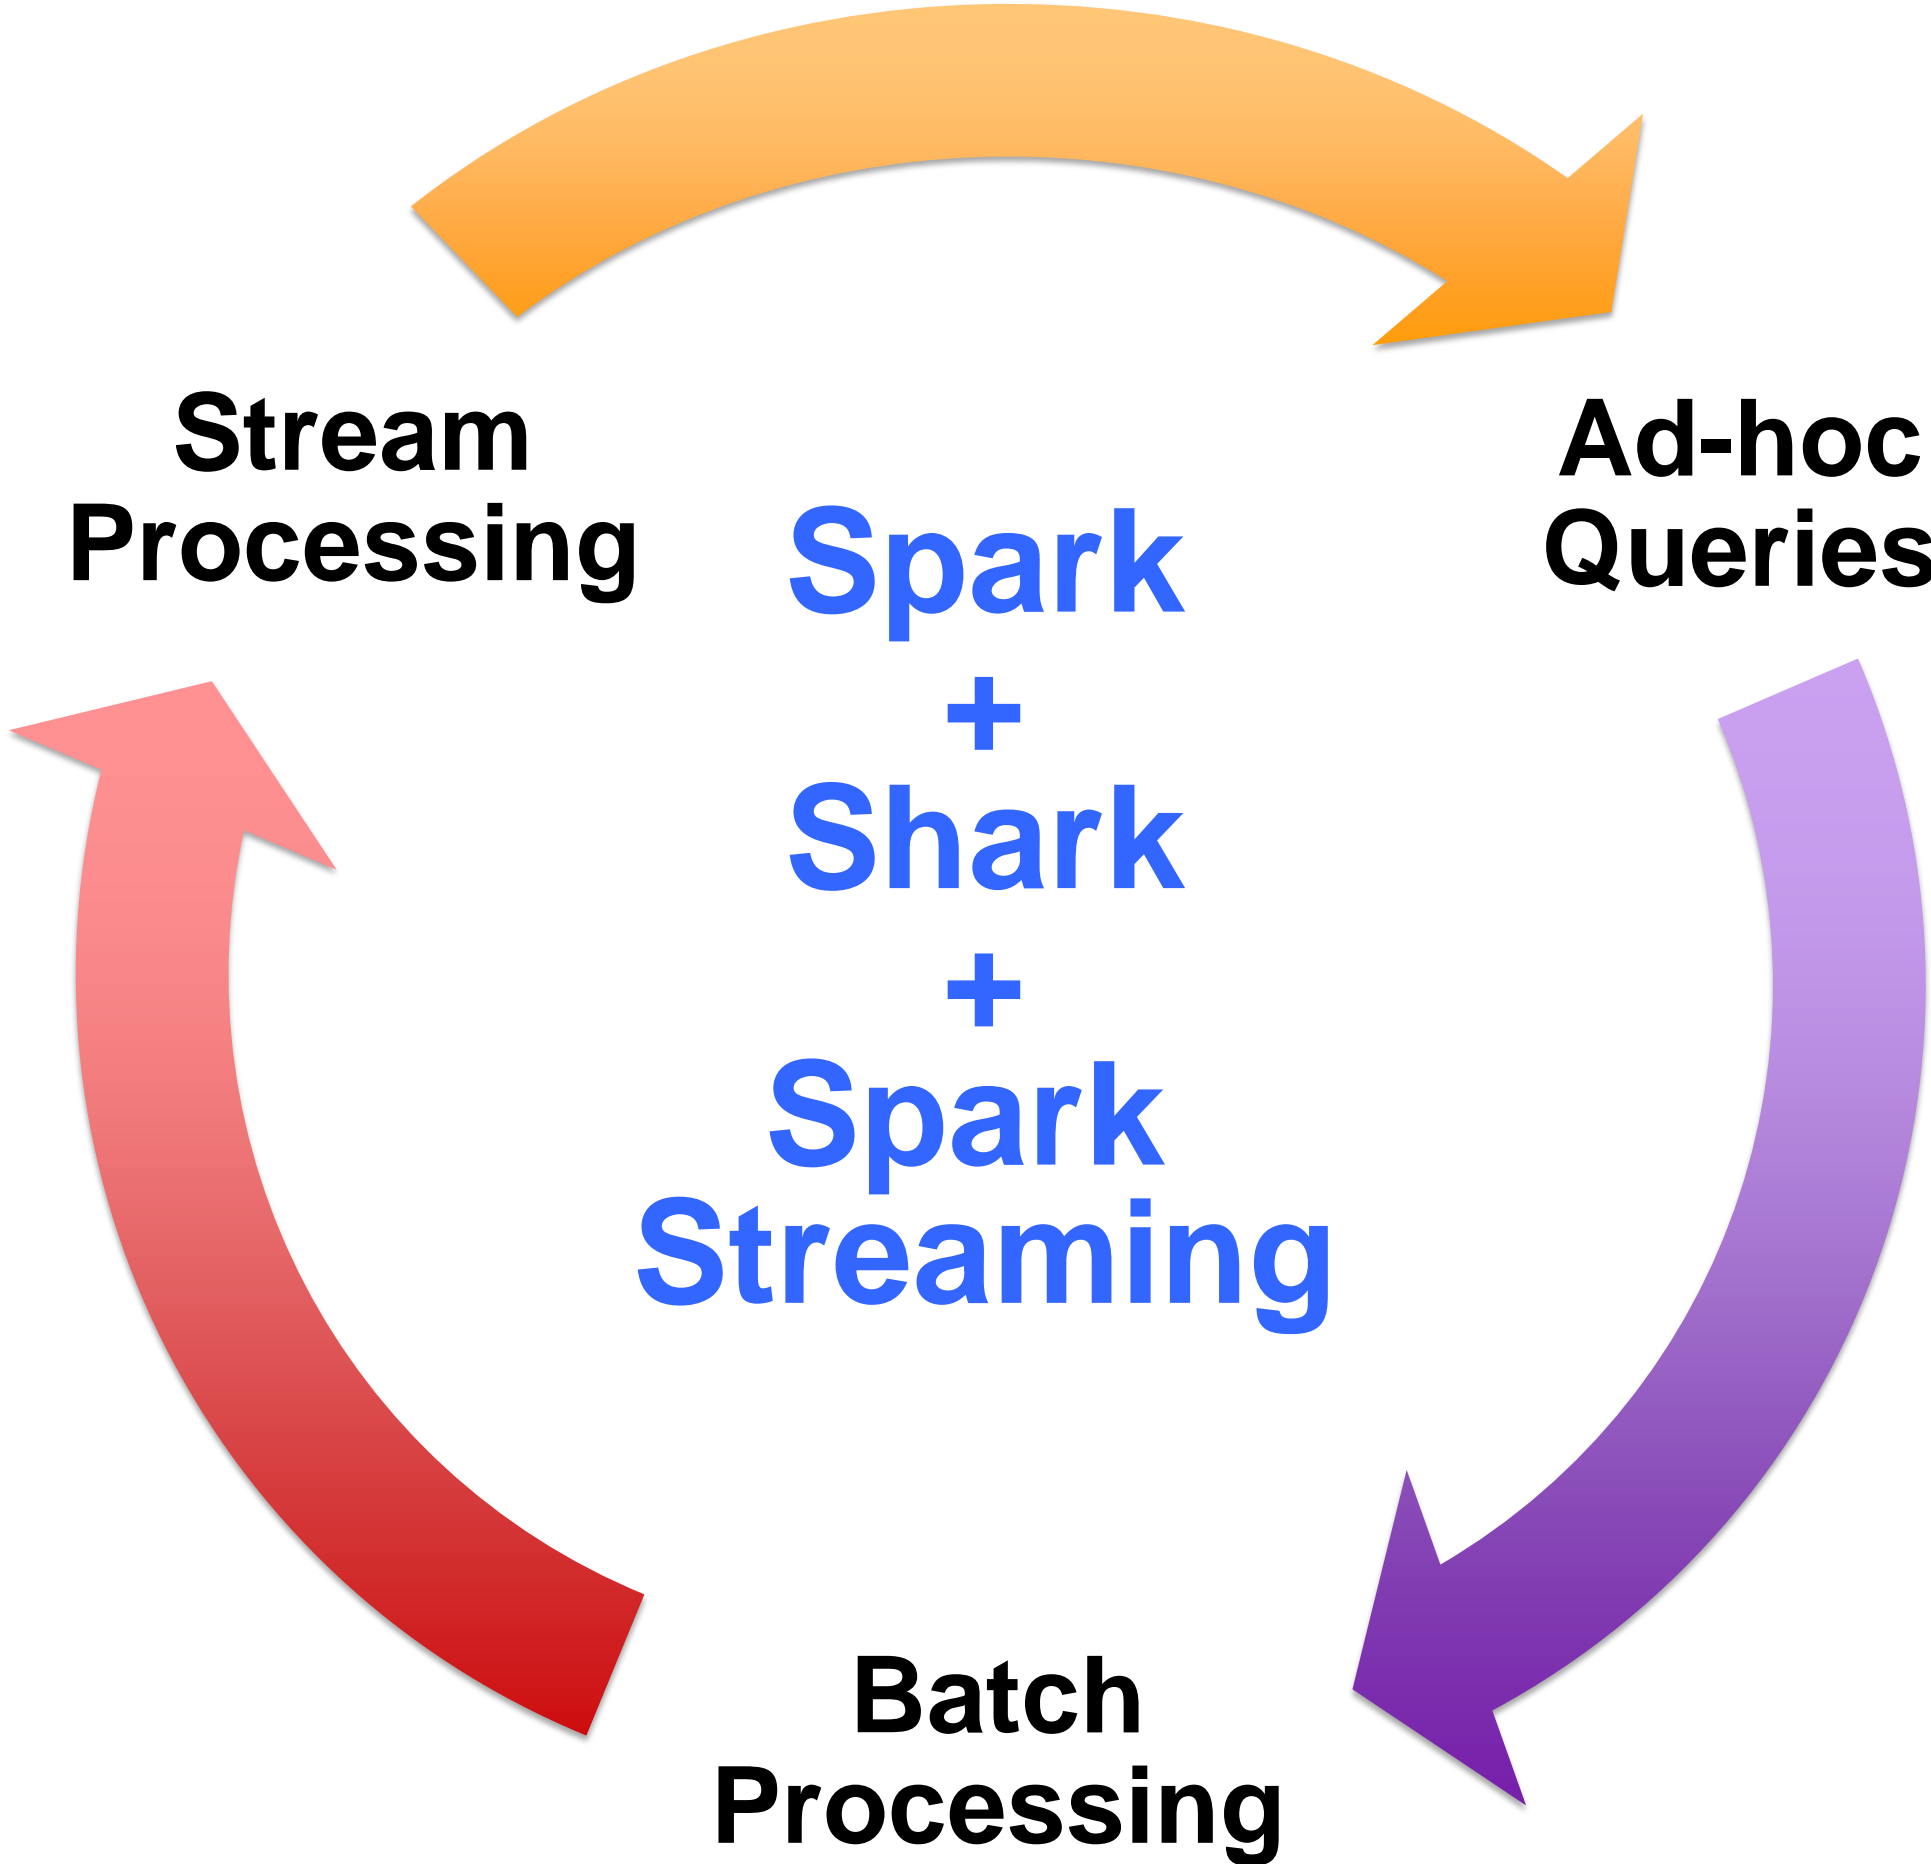 Stream
Processing
Ad-hoc
Queries
Spark
+
Shark
+
Spark
Streaming
Batch
Processing